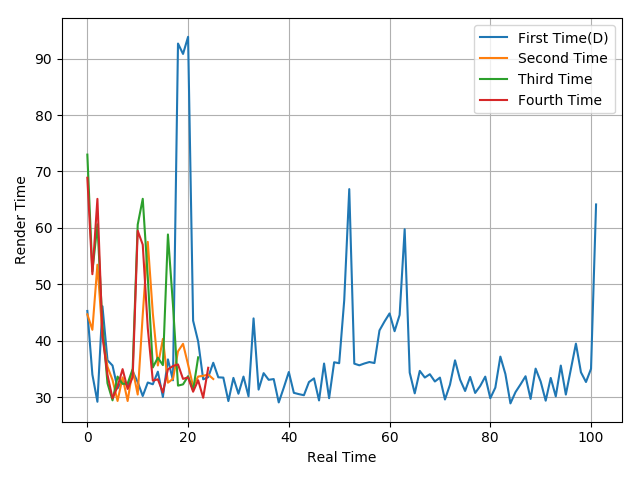 First Time(D)
Second Time
Third Time
Fourth Time
Render Time
90
80
70
60
50
40
30
0
20
40
60
80
100
Real Time